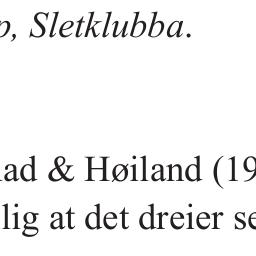 p, Sletklubba.
ad & Høiland (19
lig at det dreier se